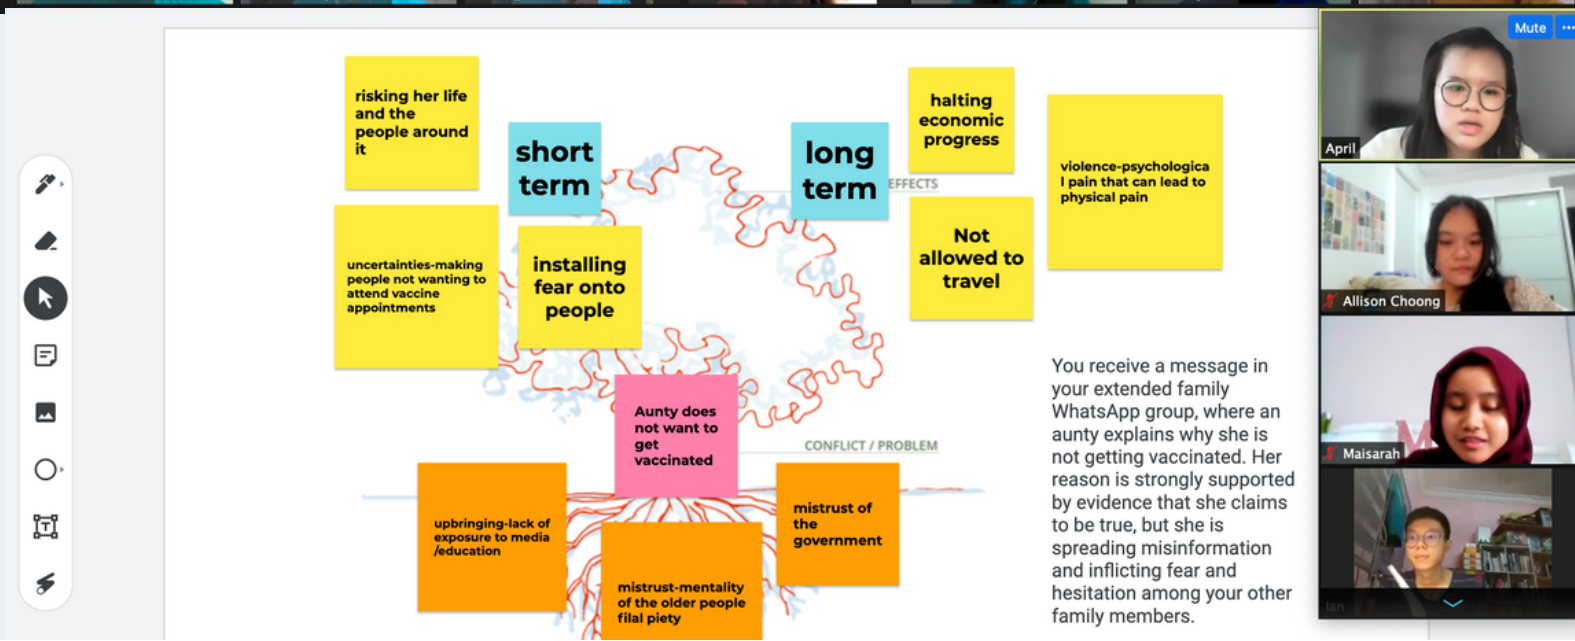 risking her life
and the
people around
it
short
term
uncertainties-making
people not wanting to
attend vaccine
appointments
installing
fear onto
people
long
term
halting
economic
progress
EFFECTS
Not
allowed to
travel
violence-psychologica
l pain that can lead to
physical pain
Aunty does
not want to
get
vaccinated
CONFLICT / PROBLEM
upbringing-lack of
exposure to media
/education
mistrust-mentality
of the older people
filal piety
mistrust of
the
government
You receive a message in
your extended family
WhatsApp group, where an
aunty explains why she is
not getting vaccinated. Her
reason is strongly supported
by evidence that she claims
to be true, but she is
spreading misinformation
and inflicting fear and
hesitation among your other
family members.
Mute
April
Allison Choong
M
Maisarah
Ian